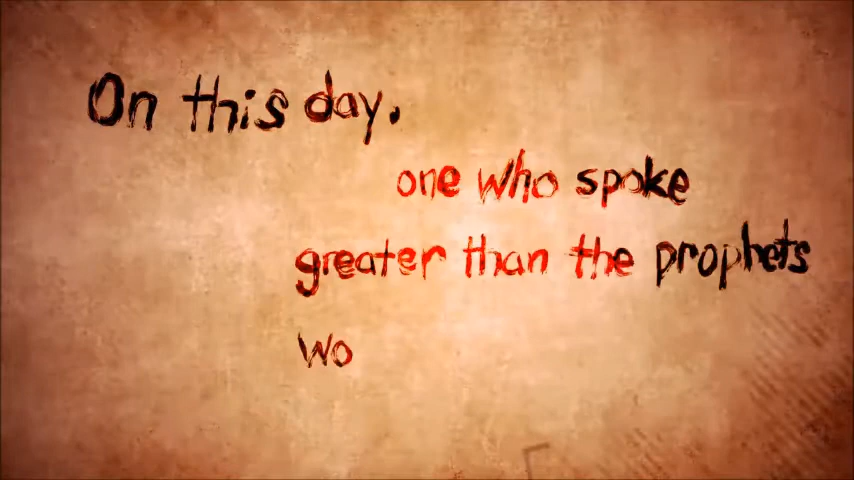 On this day,
one who spoke
greater than the prophets
wo